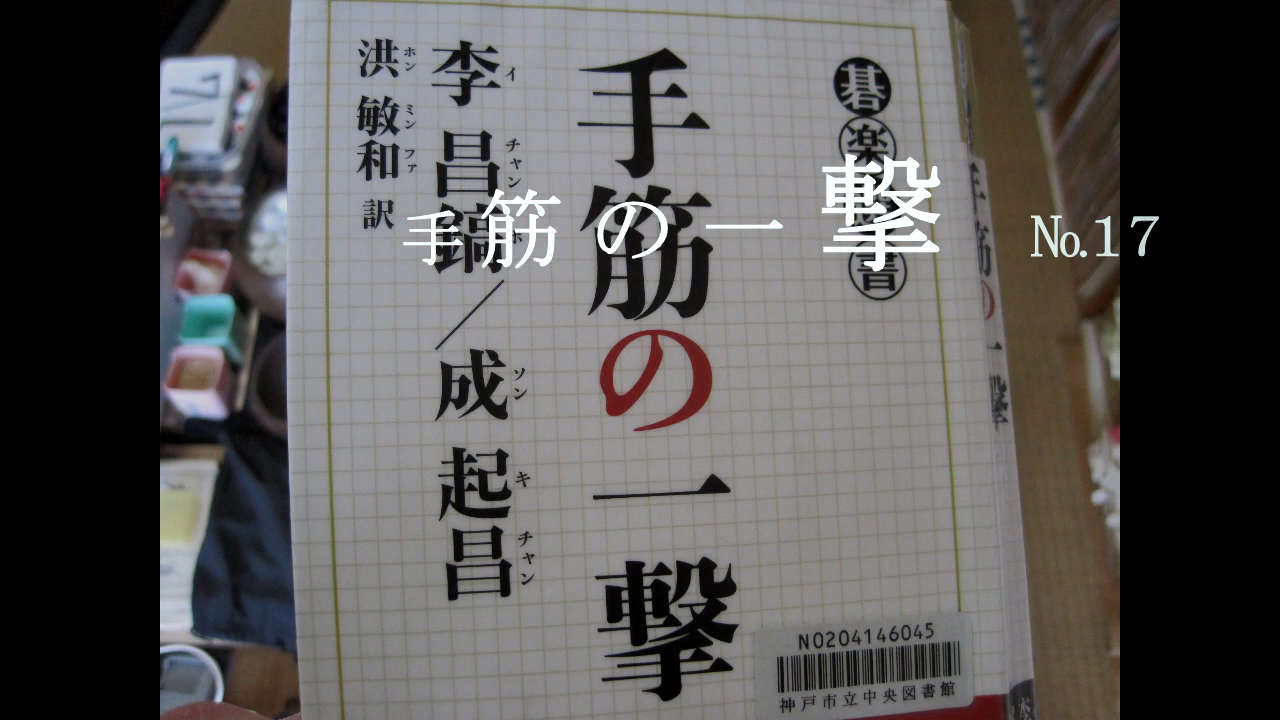 碁楽選書
手筋の一撃
李昌鎬／成起昌
イ チャン ホ ソン キ チャン
洪敏和 訳
ホン ミン ファ
手筋の一撃 №.17
手筋の一撃
N0204146045
神戸市立中央図書館